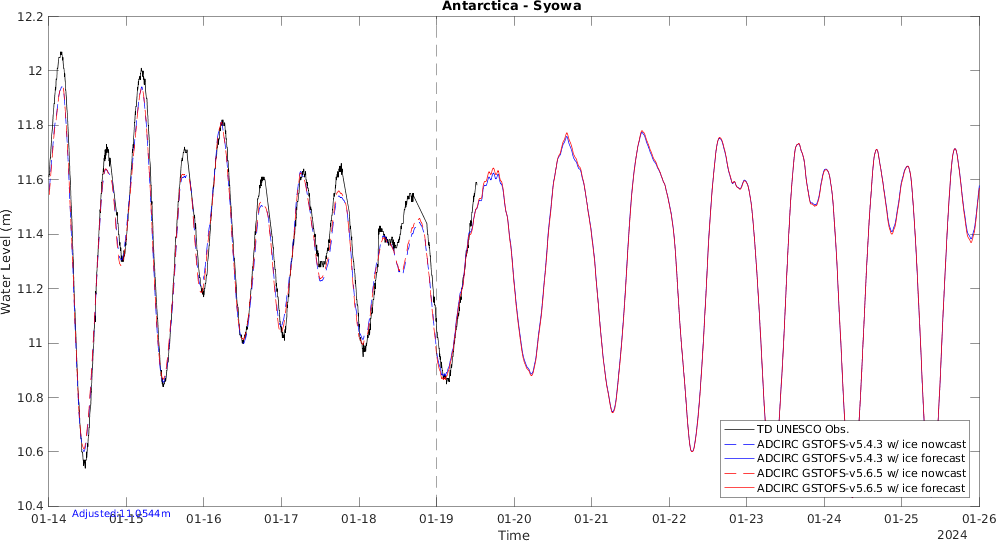 Antarctica - Syowa
12.2
12
11.8
11.6
11.4
11.2
11
10.8
10.6
10.4
Water Level (m)
TD UNESCO Obs.
ADCIRC GSTOFS-v5.4.3 w/ ice nowcast
ADCIRC GSTOFS-v5.4.3 w/ ice forecast
ADCIRC GSTOFS-v5.6.5 w/ ice nowcast
ADCIRC GSTOFS-v5.6.5 w/ ice forecast
Adjusted:11.0544m
01-14 01-15 01-16 01-17 01-18 01-19 01-20 01-21 01-22 01-23 01-24 01-25 01-26
Time
2024